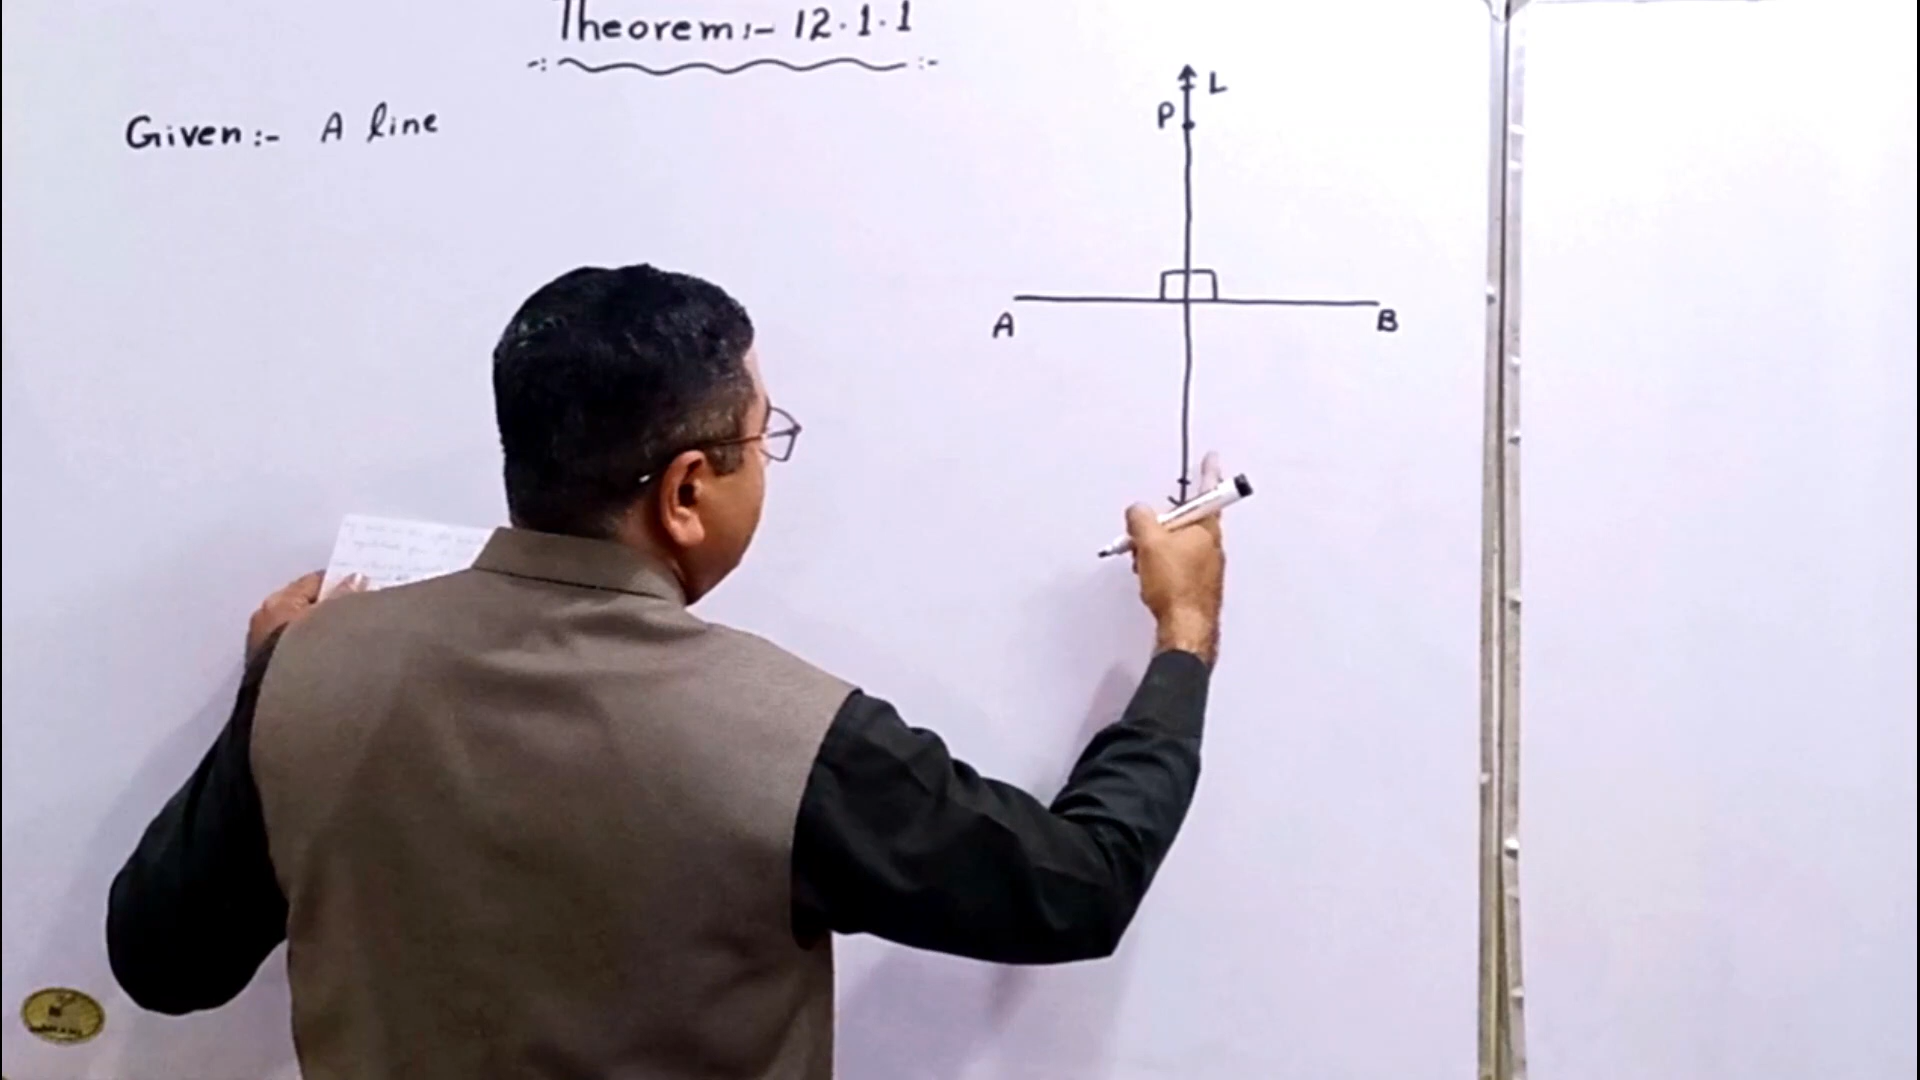 Theorem:- 12.1.1
-: :-
Given:- A line
L
P
A
B